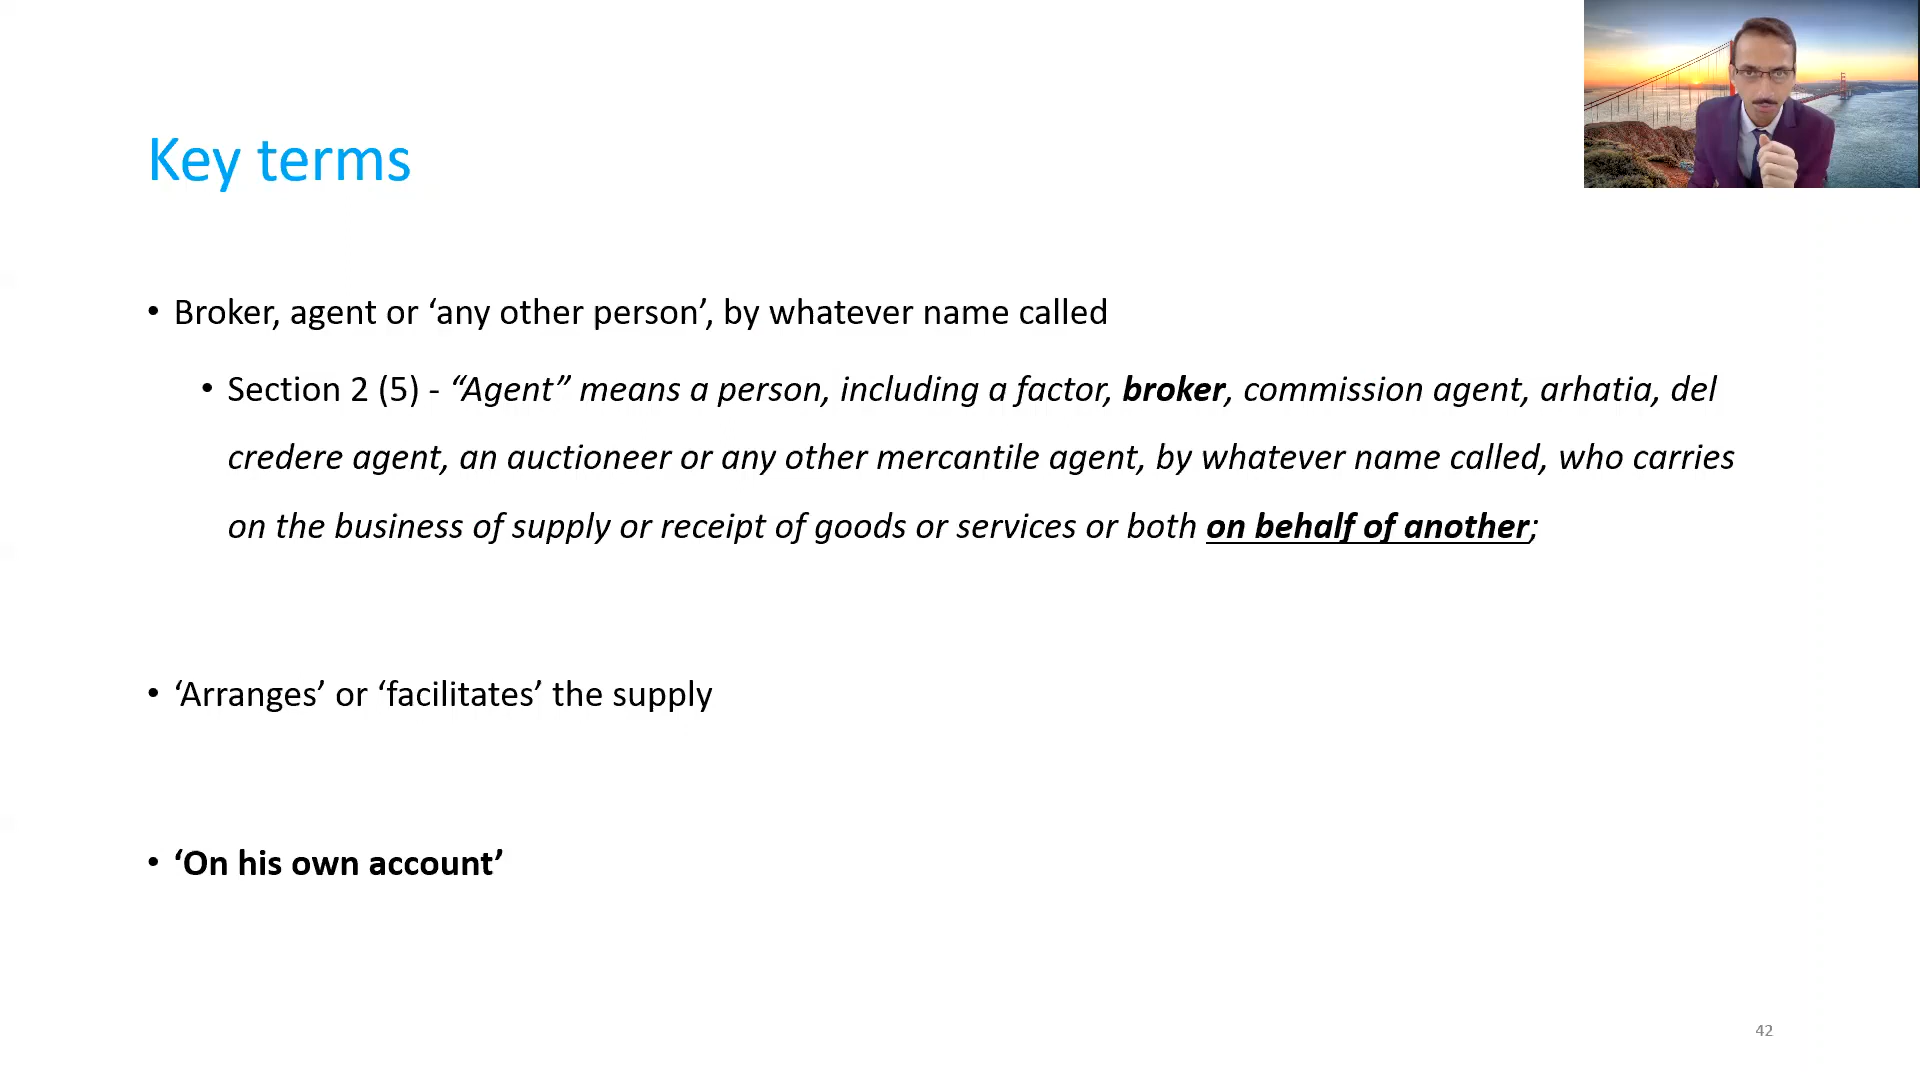 Key terms
• Broker, agent or ‘any other person’, by whatever name called
• Section 2 (5) - “Agent” means a person, including a factor, broker, commission agent, arhatia, del
credere agent, an auctioneer or any other mercantile agent, by whatever name called, who carries
on the business of supply or receipt of goods or services or both on behalf of another;
• ‘Arranges’ or ‘facilitates’ the supply
• ‘On his own account’
42